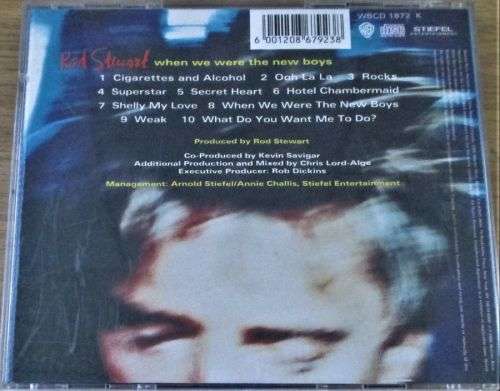 WBCD 1872 K
6 001208 679238
STIEFEL
ENTERTAINMENT
Rod Stewart when we were the new boys
1 Cigarettes and Alcohol 2 Ooh La La 3 Rocks
4 Superstar 5 Secret Heart 6 Hotel Chambermaid
7 Shelly My Love 8 When We Were The New Boys
9 Weak 10 What Do You Want Me To Do?
Produced by Rod Stewart
Co-Produced by Kevin Savigar
Additional Production and Mixed by Chris Lord-Alge
Executive Producer: Rob Dickins
Management: Arnold Stiefel/Annie Challis, Stiefel Entertainment